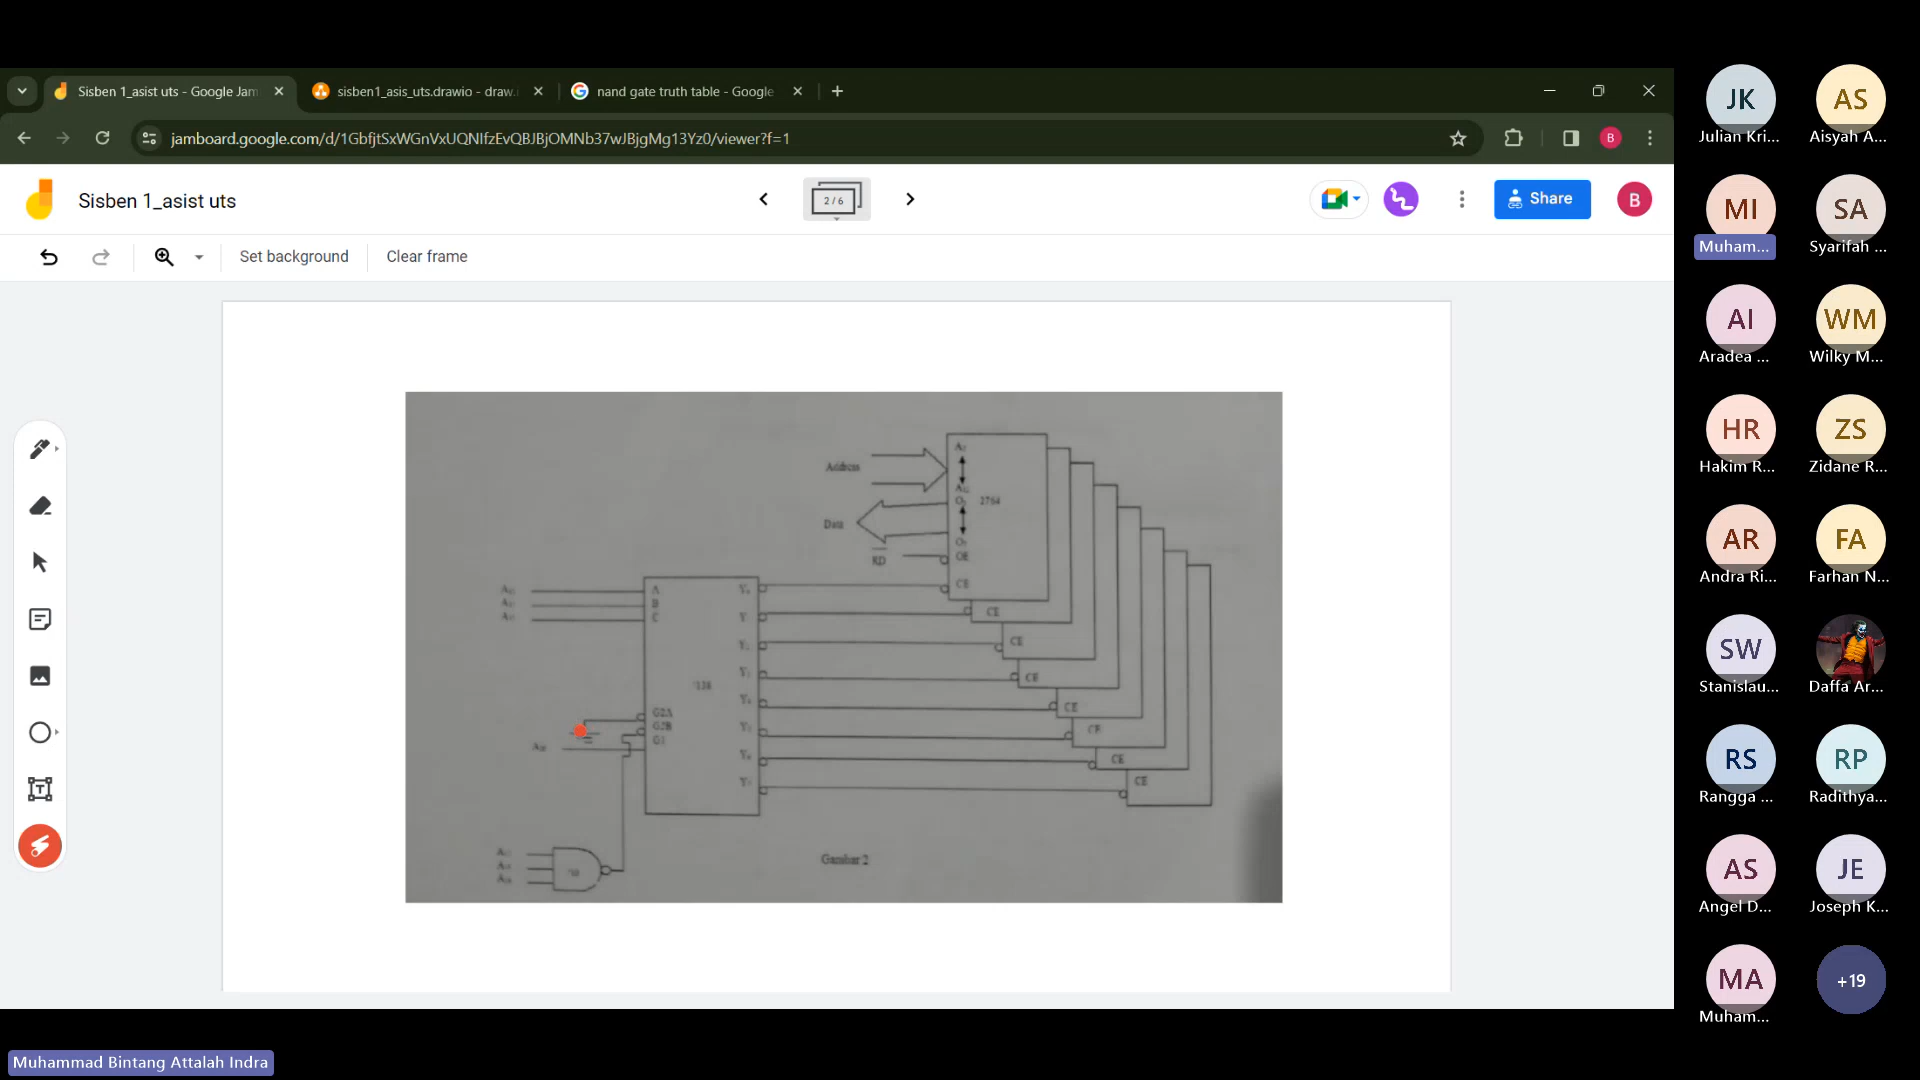 Sisben 1_asist uts - Google Jam
sisben1_asis_uts.drawio - draw.
nand gate truth table - Google
jamboard.google.com/d/1GbfjtSxWGnVxUQNlfzEvQBJBjOMNb37wJBjgMg13Yz0/viewer?f=1
B
Sisben 1_asist uts
2 / 6
Share
B
Set background
Clear frame
Address
2764
Data
RD
OE
CE
A
B
C
CE
CE
CE
'138
G2A
G2B
G1
CE
CE
CE
CE
Gambar 2
JK
Julian Kri...
AS
Aisyah A...
MI
Muham...
SA
Syarifah ...
AI
Aradea ...
WM
Wilky M...
HR
Hakim R...
ZS
Zidane R...
AR
Andra Ri...
FA
Farhan N...
SW
Stanislau...
Daffa Ar...
RS
Rangga ...
RP
Radithya...
AS
Angel D...
JE
Joseph K...
MA
Muham...
+19
Muhammad Bintang Attalah Indra